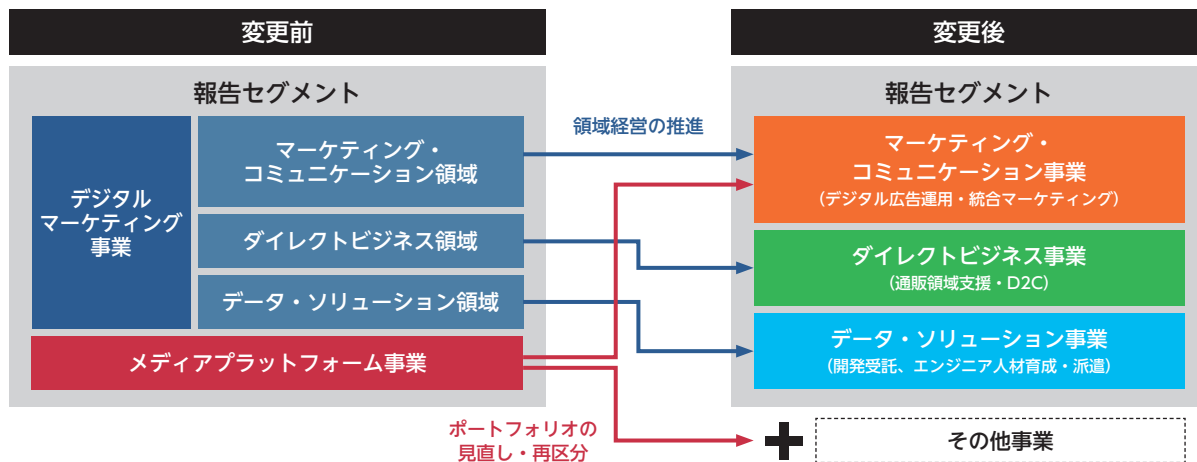 変更前
報告セグメント
デジタル
マーケティング
事業
マーケティング・
コミュニケーション領域
ダイレクトビジネス領域
データ・ソリューション領域
メディアプラットフォーム事業
領域経営の推進
ポートフォリオの
見直し・再区分
変更後
報告セグメント
マーケティング・
コミュニケーション事業
(デジタル広告運用・統合マーケティング)
ダイレクトビジネス事業
(通販領域支援・D2C)
データ・ソリューション事業
(開発受託、エンジニア人材育成・派遣)
その他事業